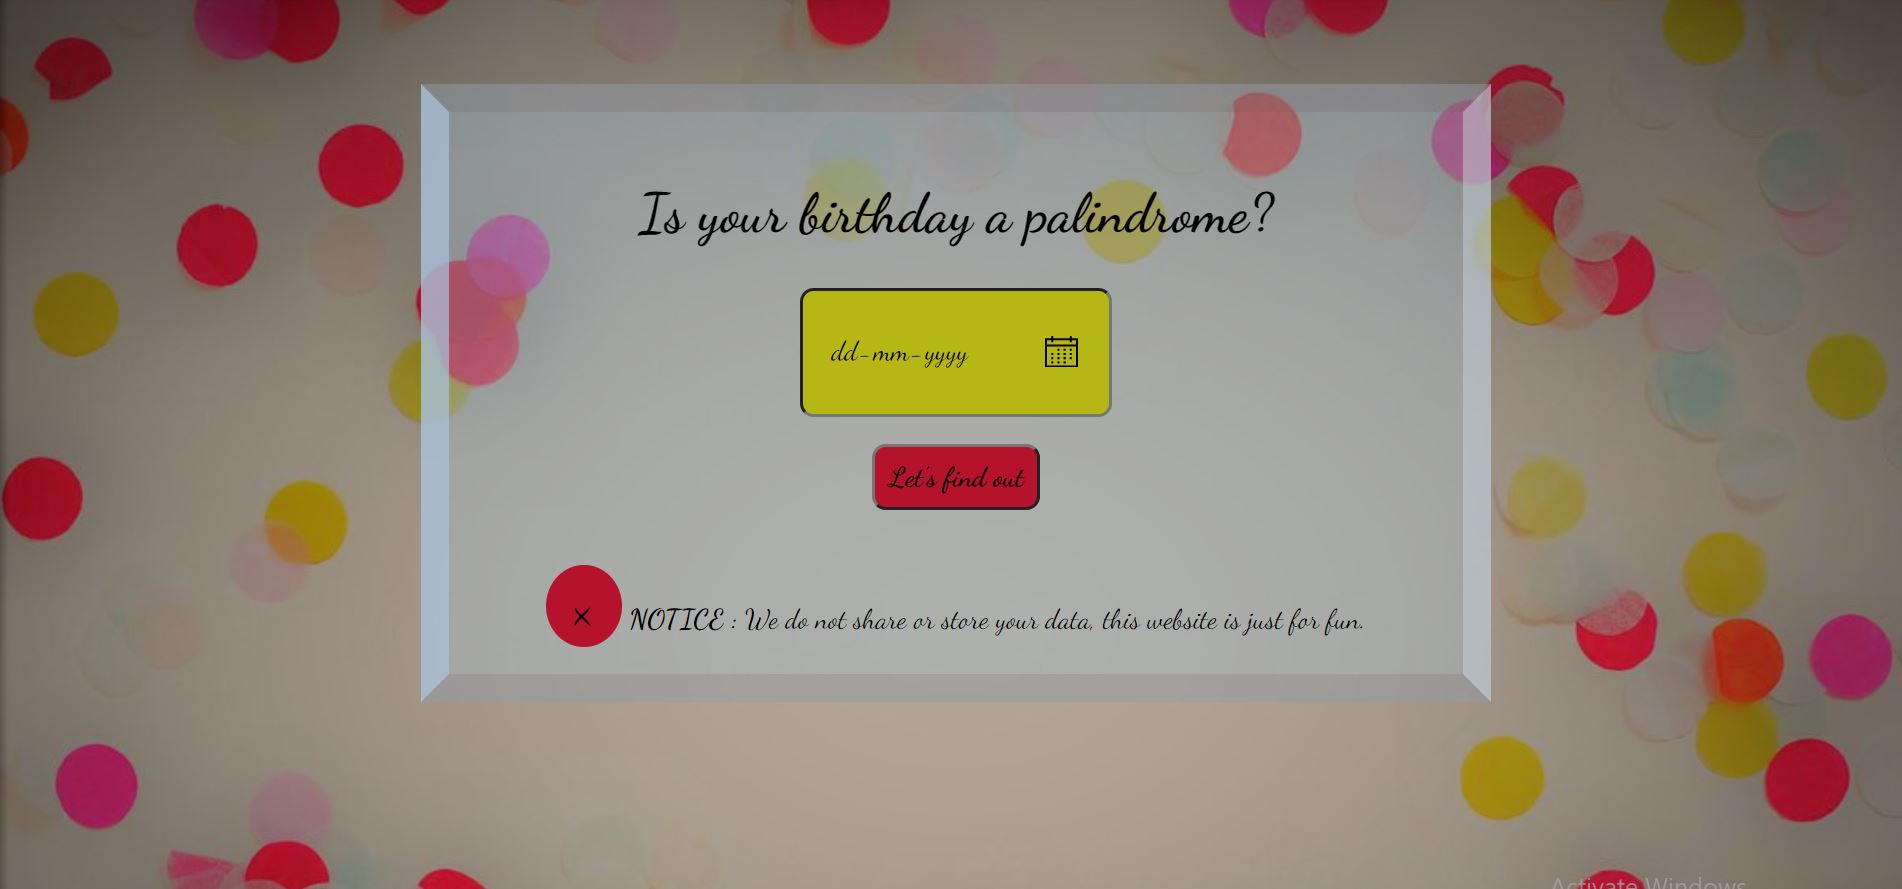 Is your birthday a palindrome?
dd-mm-yyyy
Let's find out
× NOTICE : We do not share or store your data, this website is just for fun.
Activate Windows